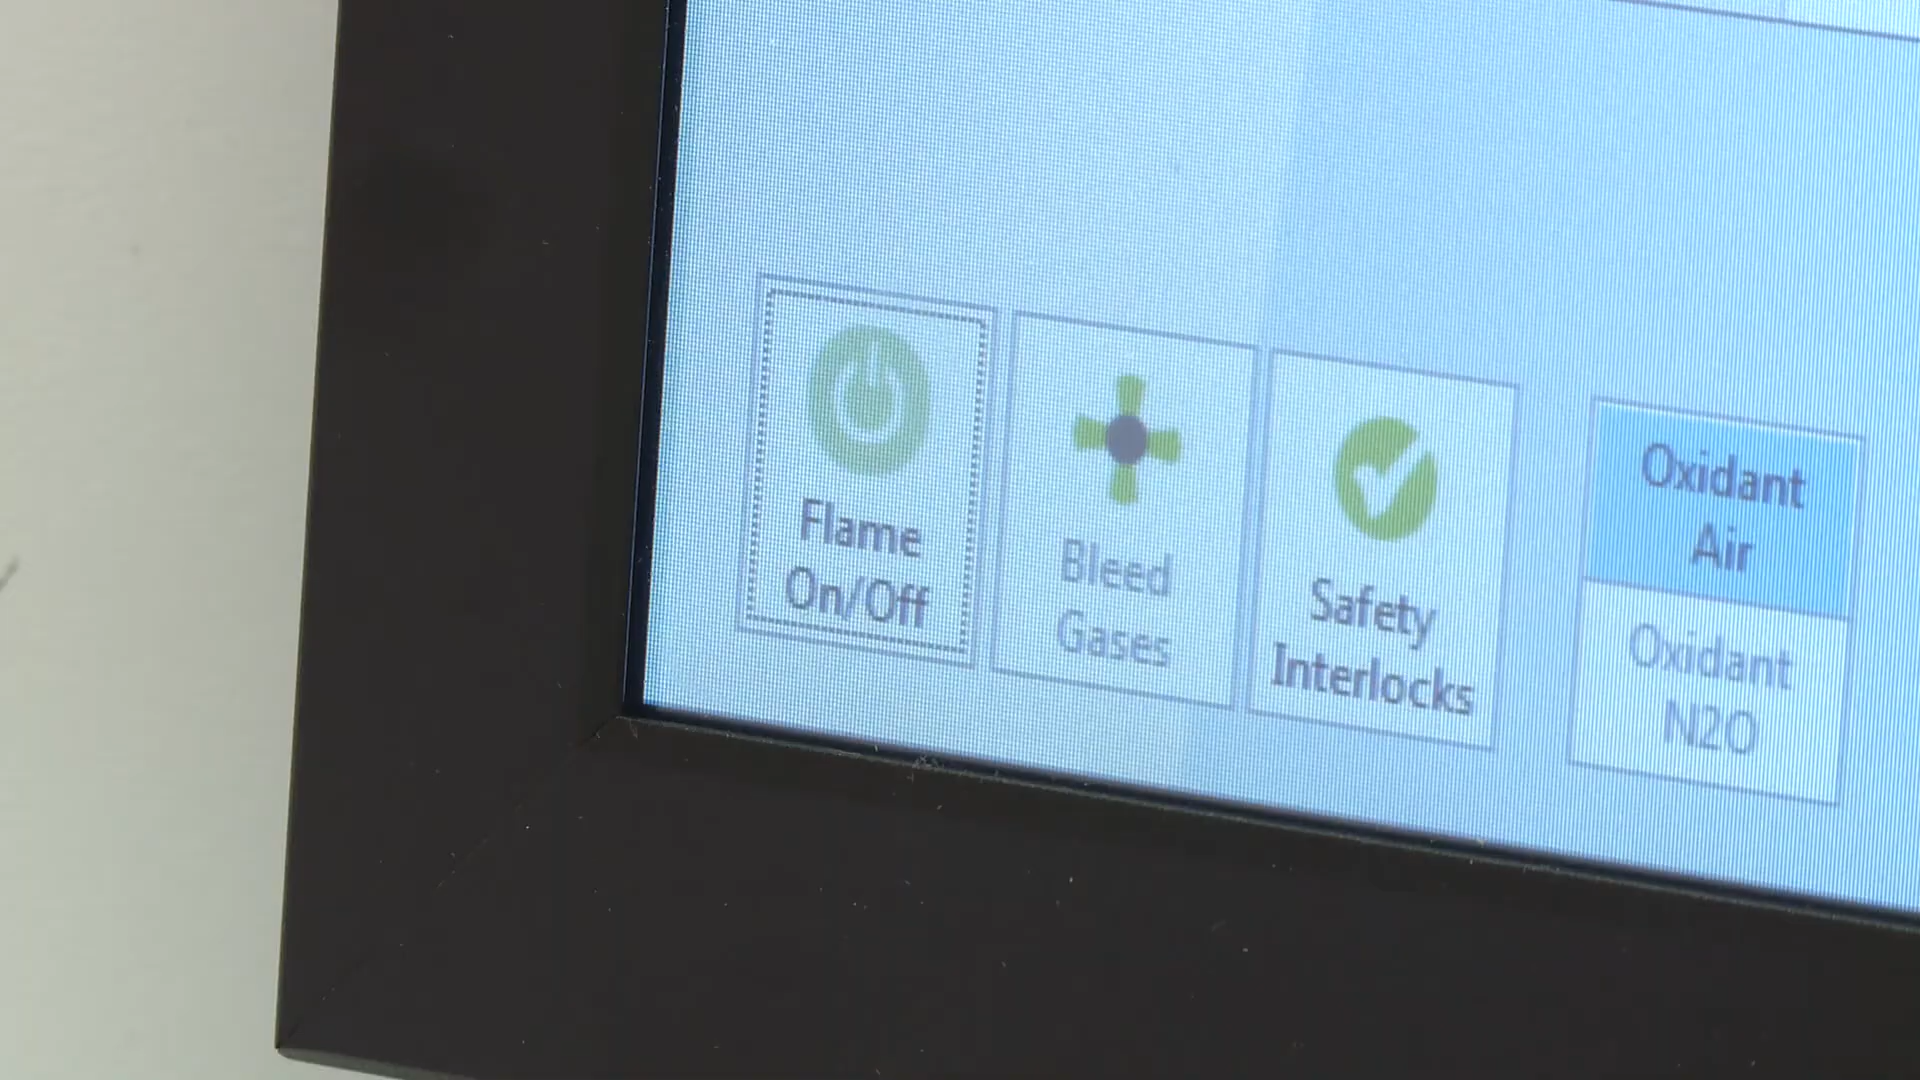 Flame
On/Off
Bleed
Gases
Safety
Interlocks
Oxidant
Air
Oxidant
N2O